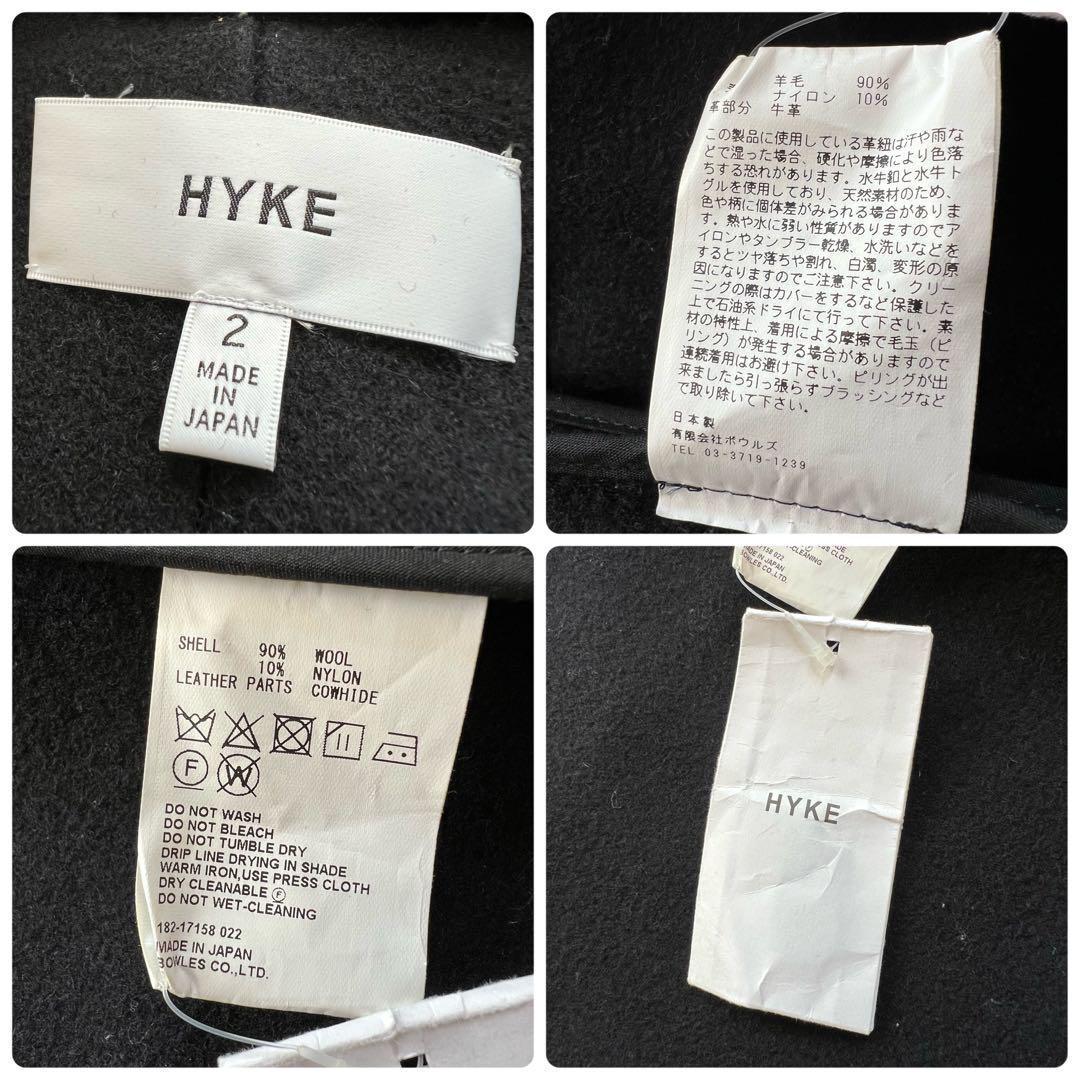 HYKE
2
MADE
IN
JAPAN
羊毛 90%
ナイロン 10%
革部分 牛革
この製品に使用している革紐は汗や雨な
どで湿った場合、硬化や摩擦により色落
ちする恐れがあります。水牛釦と水牛ト
グルを使用しており、天然素材のため、
色や柄に個体差がみられる場合がありま
す。熱や水に弱い性質がありますのでア
イロンやタンブラー乾燥、水洗いなどを
するとツヤ落ちや割れ、白濁、変形の原
因になりますのでご注意下さい。クリー
ニングの際はカバーをするなど保護した
上で石油系ドライにて行って下さい。素
材の特性上、着用による摩擦で毛玉（ピ
リング）が発生する場合がありますので
連続着用はお避け下さい。ピリングが出
来ましたら引っ張らずブラッシングなど
で取り除いて下さい。
日本製
有限会社ボウルズ
TEL 03-3719-1239
SHELL 90% WOOL
10% NYLON
LEATHER PARTS COWHIDE
F W
DO NOT WASH
DO NOT BLEACH
DO NOT TUMBLE DRY
DRIP LINE DRYING IN SHADE
WARM IRON,USE PRESS CLOTH
DRY CLEANABLE Ⓕ
DO NOT WET-CLEANING
182-17158 022
MADE IN JAPAN
BOWLES CO.,LTD.
PRESS CLOTH
-CLEANING
17158 022
MADE IN JAPAN
BOWLES CO.,LTD.
HYKE